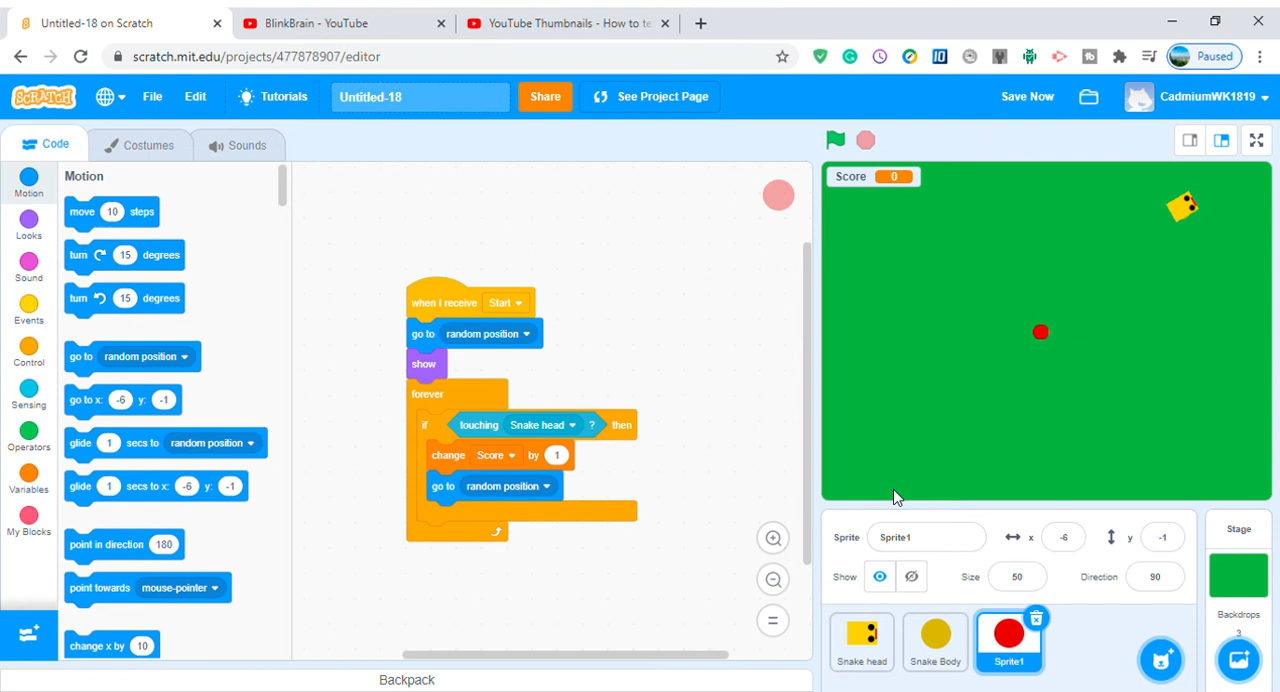 Untitled-18 on Scratch
BlinkBrain - YouTube
YouTube Thumbnails - How to te
scratch.mit.edu/projects/477878907/editor
Paused
SCRATCH
File
Edit
Tutorials
Untitled-18
Share
See Project Page
Save Now
CadmiumWK1819
Code
Costumes
Sounds
Motion
Looks
Sound
Events
Control
Sensing
Operators
Variables
My Blocks
Motion
move 10 steps
turn 15 degrees
turn 15 degrees
go to random position
go to x: -6 y: -1
glide 1 secs to random position
glide 1 secs to x: -6 y: -1
point in direction 180
point towards mouse-pointer
change x by 10
when I receive Start
go to random position
show
forever
if touching Snake head ? then
change Score by 1
go to random position
Score 0
Sprite Sprite1 x -6 y -1
Show Size 50 Direction 90
Snake head
Snake Body
Sprite1
Stage
Backdrops
3
Backpack